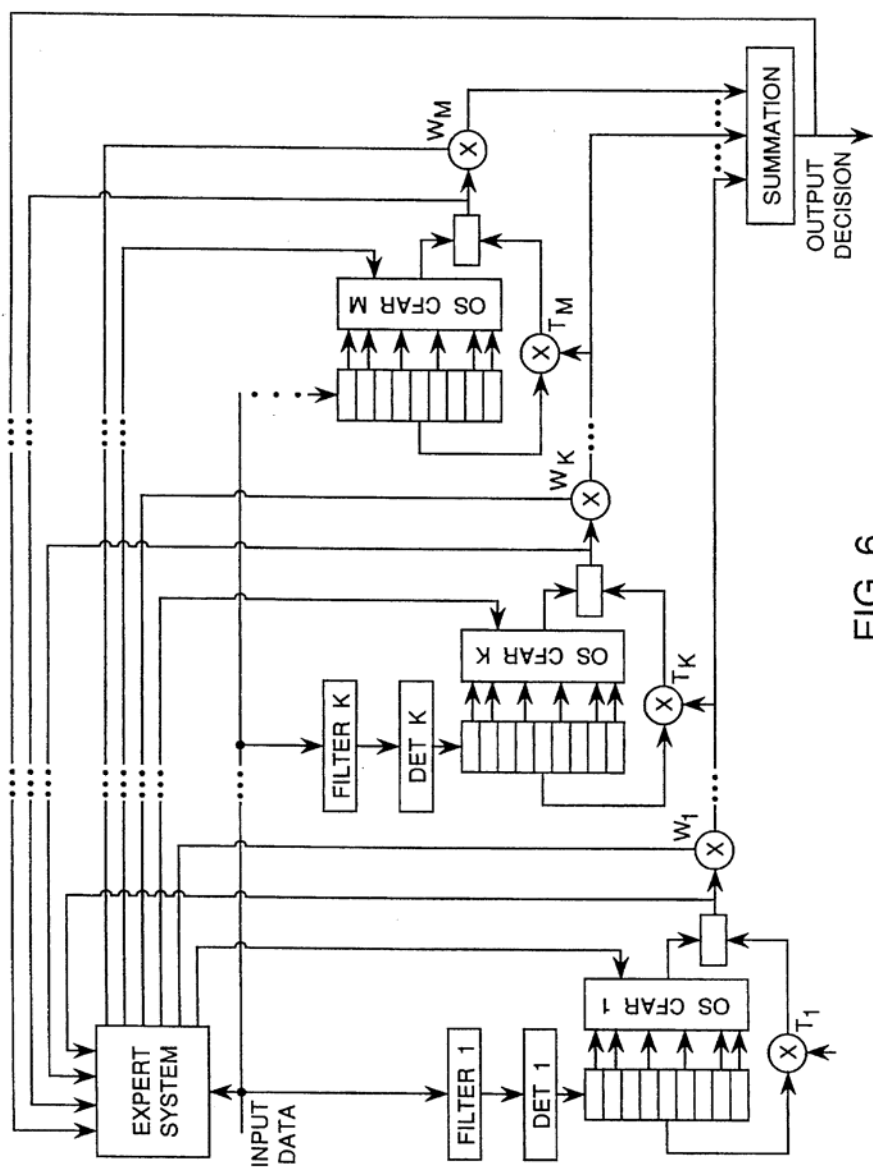 EXPERT
SYSTEM
INPUT
DATA
FILTER 1
DET 1
OS CFAR 1
T1
W1
FILTER K
DET K
OS CFAR K
TK
WK
OS CFAR M
TM
WM
SUMMATION
OUTPUT
DECISION
X
X
X
X
X
X
FIG. 6